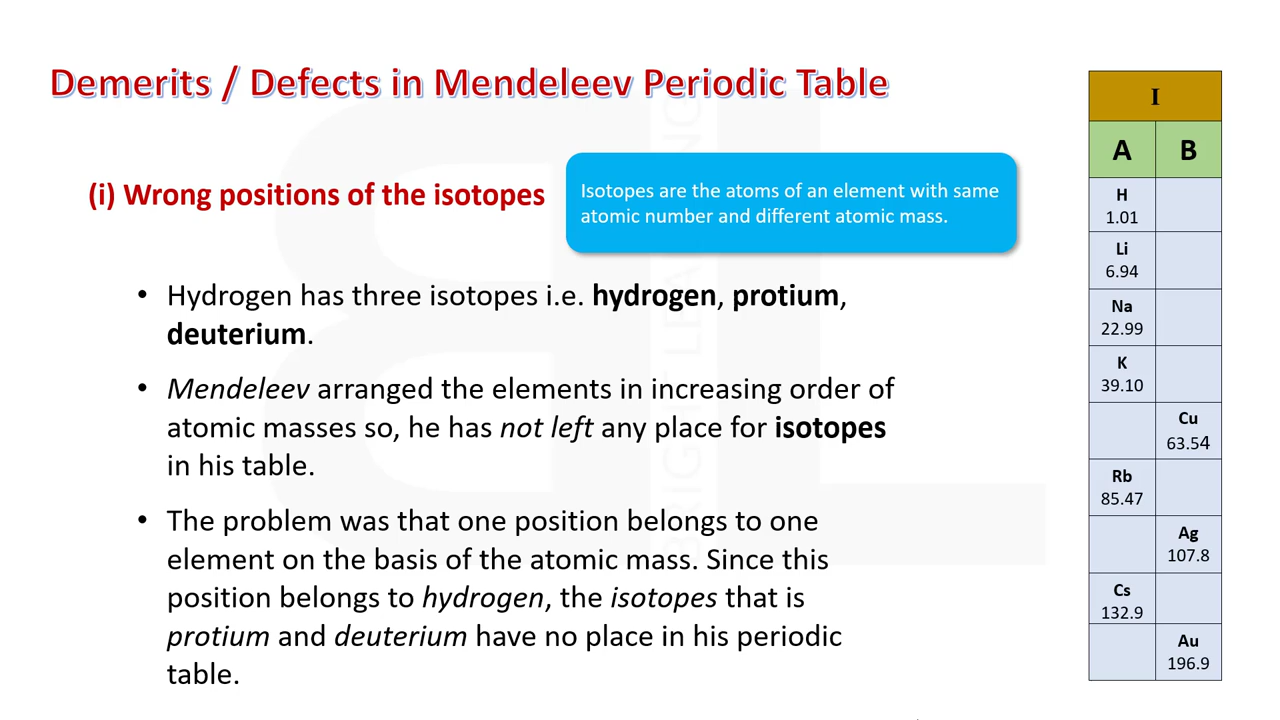 Demerits / Defects in Mendeleev Periodic Table
(i) Wrong positions of the isotopes
Isotopes are the atoms of an element with same
atomic number and different atomic mass.
• Hydrogen has three isotopes i.e. hydrogen, protium,
deuterium.
• Mendeleev arranged the elements in increasing order of
atomic masses so, he has not left any place for isotopes
in his table.
• The problem was that one position belongs to one
element on the basis of the atomic mass. Since this
position belongs to hydrogen, the isotopes that is
protium and deuterium have no place in his periodic
table.
I
A B
H
1.01
Li
6.94
Na
22.99
K
39.10
Cu
63.54
Rb
85.47
Ag
107.8
Cs
132.9
Au
196.9